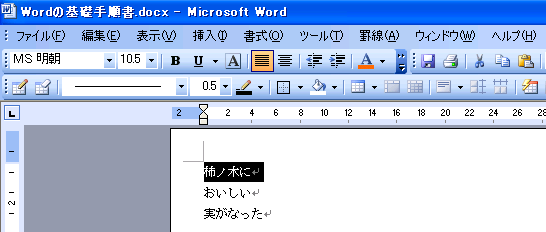 Wordの基礎手順書.docx - Microsoft Word
ファイル(F) 編集(E) 表示(V) 挿入(I) 書式(O) ツール(T) 罫線(A) ウィンドウ(W) ヘルプ(H)
MS 明朝 10.5 B U A A
0.5
L 2 2 4 6 8 10 12 14 16 18 20 22 24 26 28
柿ノ木に
おいしい
2
実がなった